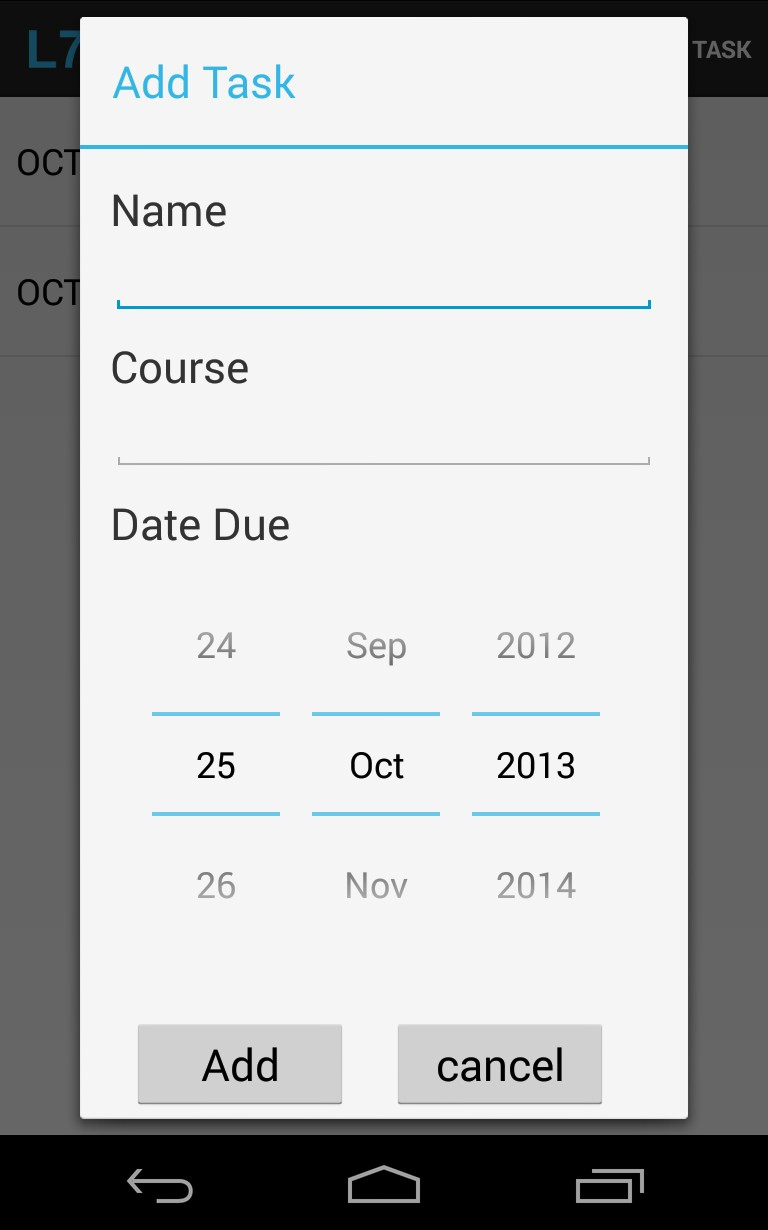 L7
TASK
Add Task
OCT
Name
OCT
Course
Date Due
24 Sep 2012
25 Oct 2013
26 Nov 2014
Add cancel